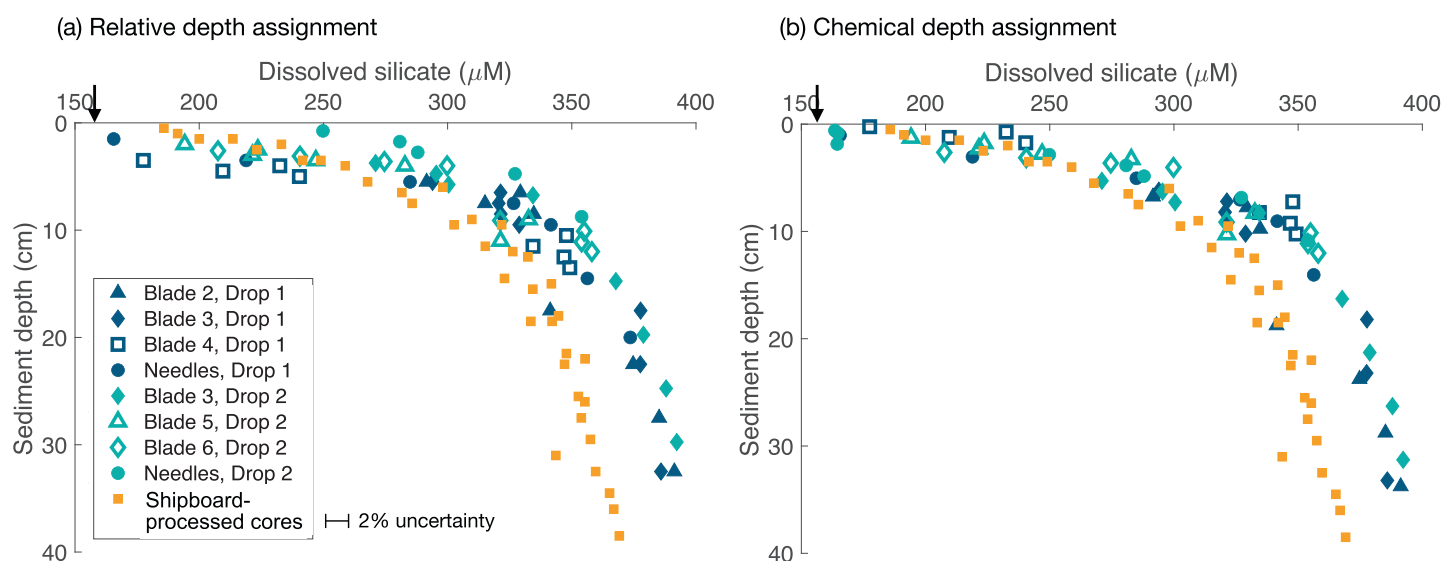 (a) Relative depth assignment
Dissolved silicate (μM)
150 200 250 300 350 400
0
10
20
30
40
Sediment depth (cm)
Blade 2, Drop 1
Blade 3, Drop 1
Blade 4, Drop 1
Needles, Drop 1
Blade 3, Drop 2
Blade 5, Drop 2
Blade 6, Drop 2
Needles, Drop 2
Shipboard-
processed cores
2% uncertainty
(b) Chemical depth assignment
Dissolved silicate (μM)
150 200 250 300 350 400
0
10
20
30
40
Sediment depth (cm)